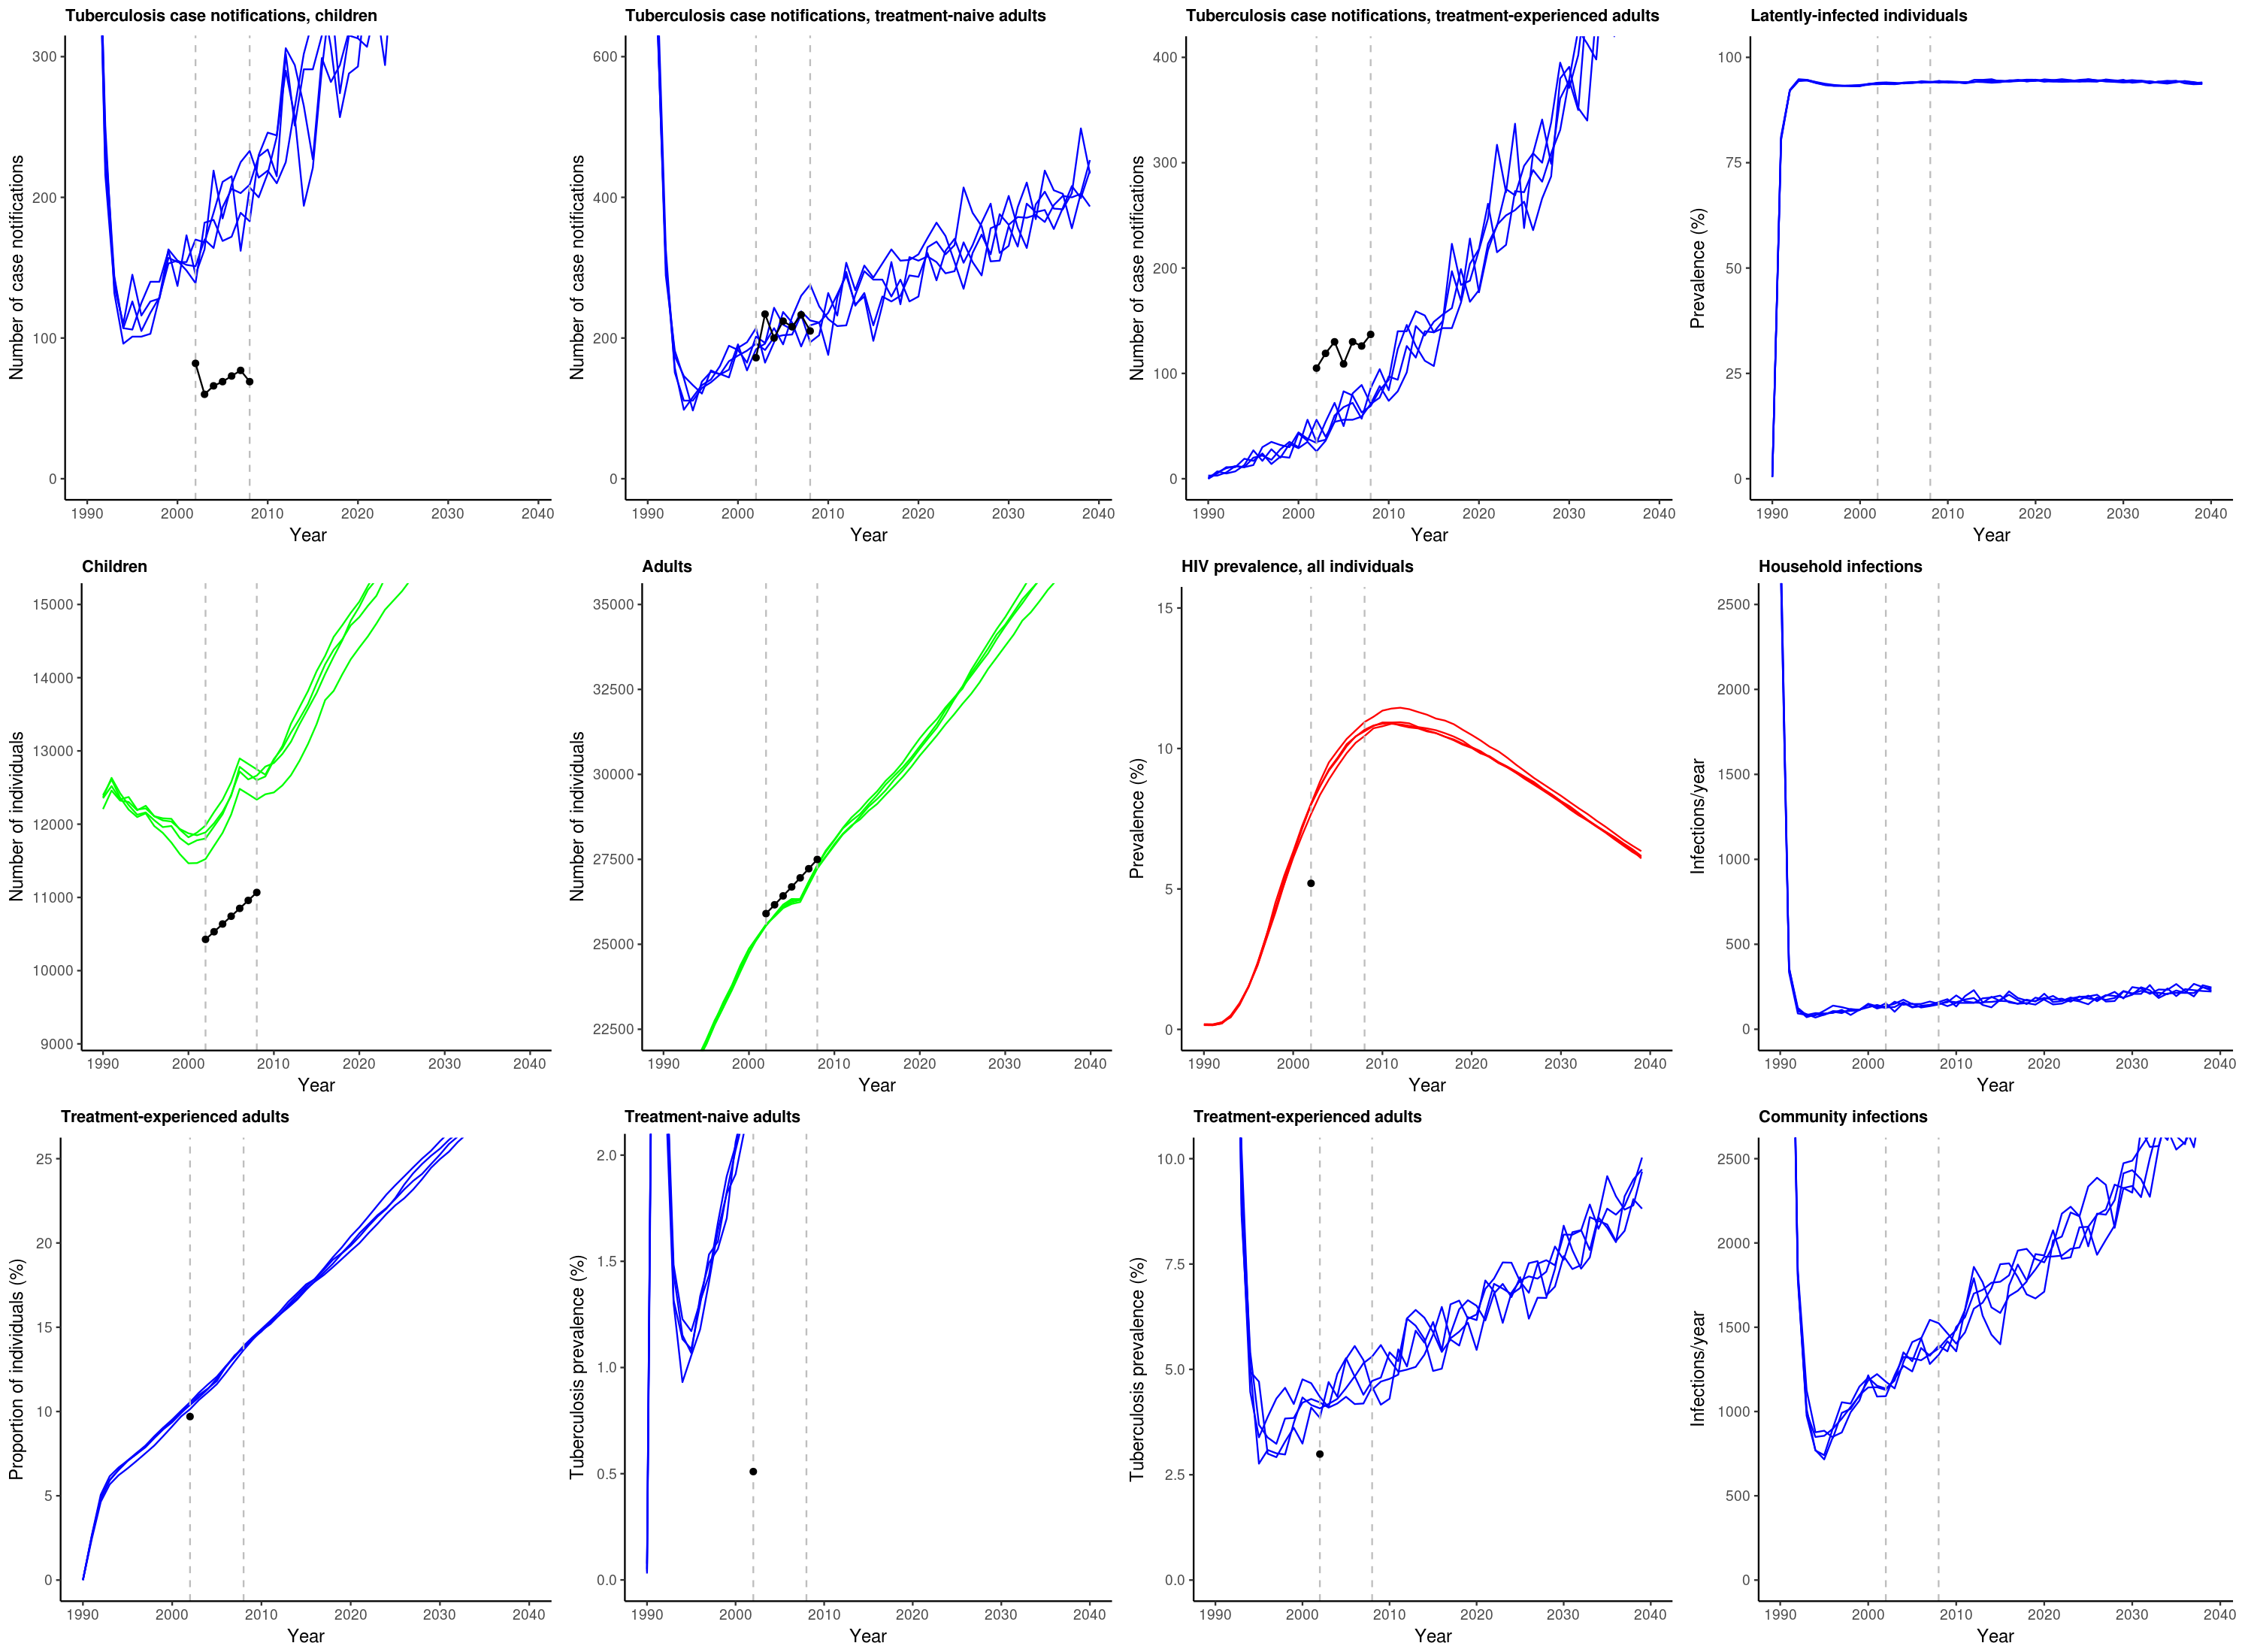 Tuberculosis case notifications, children
Number of case notifications
300
200
100
0
1990 2000 2010 2020 2030 2040
Year
Tuberculosis case notifications, treatment-naive adults
Number of case notifications
600
400
200
0
1990 2000 2010 2020 2030 2040
Year
Tuberculosis case notifications, treatment-experienced adults
Number of case notifications
400
300
200
100
0
1990 2000 2010 2020 2030 2040
Year
Latently-infected individuals
Prevalence (%)
100
75
50
25
0
1990 2000 2010 2020 2030 2040
Year
Children
Number of individuals
15000
14000
13000
12000
11000
10000
9000
1990 2000 2010 2020 2030 2040
Year
Adults
Number of individuals
35000
32500
30000
27500
25000
22500
1990 2000 2010 2020 2030 2040
Year
HIV prevalence, all individuals
Prevalence (%)
15
10
5
0
1990 2000 2010 2020 2030 2040
Year
Household infections
Infections/year
2500
2000
1500
1000
500
0
1990 2000 2010 2020 2030 2040
Year
Treatment-experienced adults
Proportion of individuals (%)
25
20
15
10
5
0
1990 2000 2010 2020 2030 2040
Year
Treatment-naive adults
Tuberculosis prevalence (%)
2.0
1.5
1.0
0.5
0.0
1990 2000 2010 2020 2030 2040
Year
Treatment-experienced adults
Tuberculosis prevalence (%)
10.0
7.5
5.0
2.5
0.0
1990 2000 2010 2020 2030 2040
Year
Community infections
Infections/year
2500
2000
1500
1000
500
0
1990 2000 2010 2020 2030 2040
Year